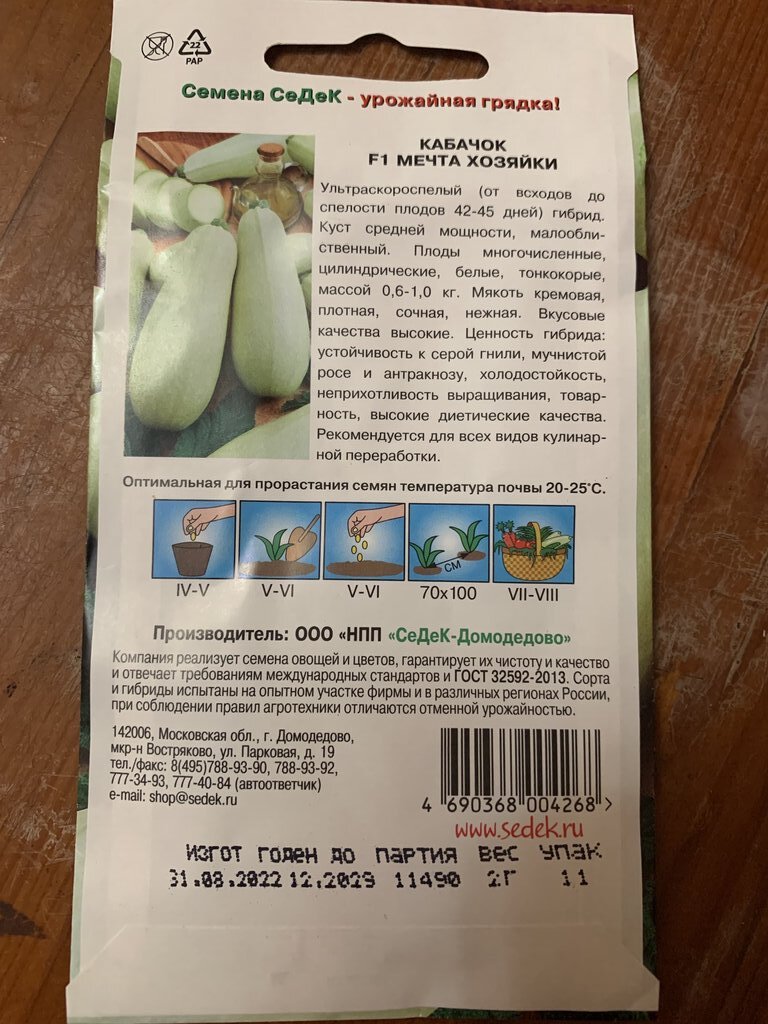 22
PAP
Семена СеДеК - урожайная грядка!
КАБАЧОК
F1 МЕЧТА ХОЗЯЙКИ
Ультраскороспелый (от всходов до
спелости плодов 42-45 дней) гибрид.
Куст средней мощности, малообли-
ственный. Плоды многочисленные,
цилиндрические, белые, тонкокорые,
массой 0,6-1,0 кг. Мякоть кремовая,
плотная, сочная, нежная. Вкусовые
качества высокие. Ценность гибрида:
устойчивость к серой гнили, мучнистой
росе и антракнозу, холодостойкость,
неприхотливость выращивания, товар-
ность, высокие диетические качества.
Рекомендуется для всех видов кулинар-
ной переработки.
Оптимальная для прорастания семян температура почвы 20-25°С.
см
IV-V V-VI V-VI 70х100 VII-VIII
Производитель: ООО «НПП «СеДеК-Домодедово»
Компания реализует семена овощей и цветов, гарантирует их чистоту и качество
и отвечает требованиям международных стандартов и ГОСТ 32592-2013. Сорта
и гибриды испытаны на опытном участке фирмы и в различных регионах России,
при соблюдении правил агротехники отличаются отменной урожайностью.
142006, Московская обл., г. Домодедово,
мкр-н Востряково, ул. Парковая, д. 19
тел./факс: 8(495)788-93-90, 788-93-92,
777-34-93, 777-40-84 (автоответчик)
e-mail: shop@sedek.ru
4 690368 004268 >
www.sedek.ru
ИЗГОТ ГОДЕН ДО ПАРТИЯ ВЕС УПАК
31.08.2022 12.2029 11490 2Г 11